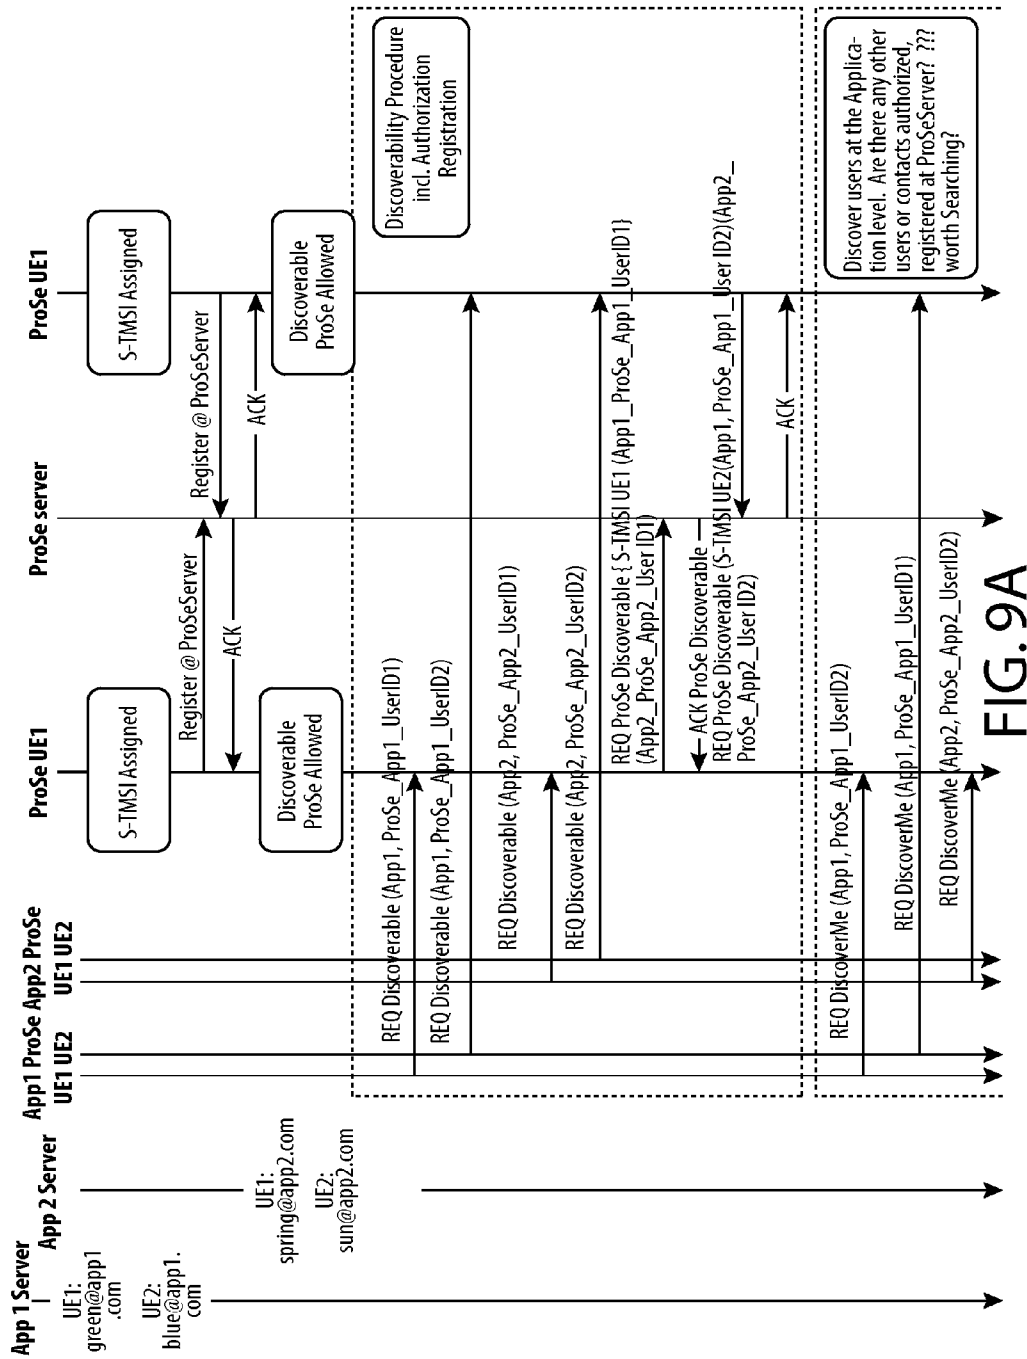 App 1 Server
UE1:
green@app1
.com
UE2:
blue@app1.
com
App 2 Server
UE1:
spring@app2.com
UE2:
sun@app2.com
App1 ProSe App2 ProSe
UE1 UE2
UE1 UE2
ProSe UE1
ProSe server
ProSe UE1
S-TMSI Assigned
S-TMSI Assigned
Register @ ProSeServer
Register @ ProSeServer
ACK
ACK
Discoverable
ProSe Allowed
Discoverable
ProSe Allowed
Discoverability Procedure
incl. Authorization
Registration
REQ Discoverable (App1, ProSe_App1_UserID1)
REQ Discoverable (App1, ProSe_App1_UserID2)
REQ Discoverable (App2, ProSe_App2_UserID1)
REQ Discoverable (App2, ProSe_App2_UserID2)
REQ ProSe Discoverable { S-TMSI UE1 (App1_ProSe_App1_UserID1}
(App2_ProSe_App2_User ID1)
ACK ProSe Discoverable
REQ ProSe Discoverable (S-TMSI UE2(App1, ProSe_App1_User ID2)(App2_
ProSe_App2_User ID2)
ACK
Discover users at the Applica-
tion level. Are there any other
users or contacts authorized,
registered at ProSeServer? ???
worth Searching?
REQ DiscoverMe (App1, ProSe_App1_UserID2)
REQ DiscoverMe (App1, ProSe_App1_UserID1)
REQ DiscoverMe (App2, ProSe_App2_UserID2)
FIG. 9A